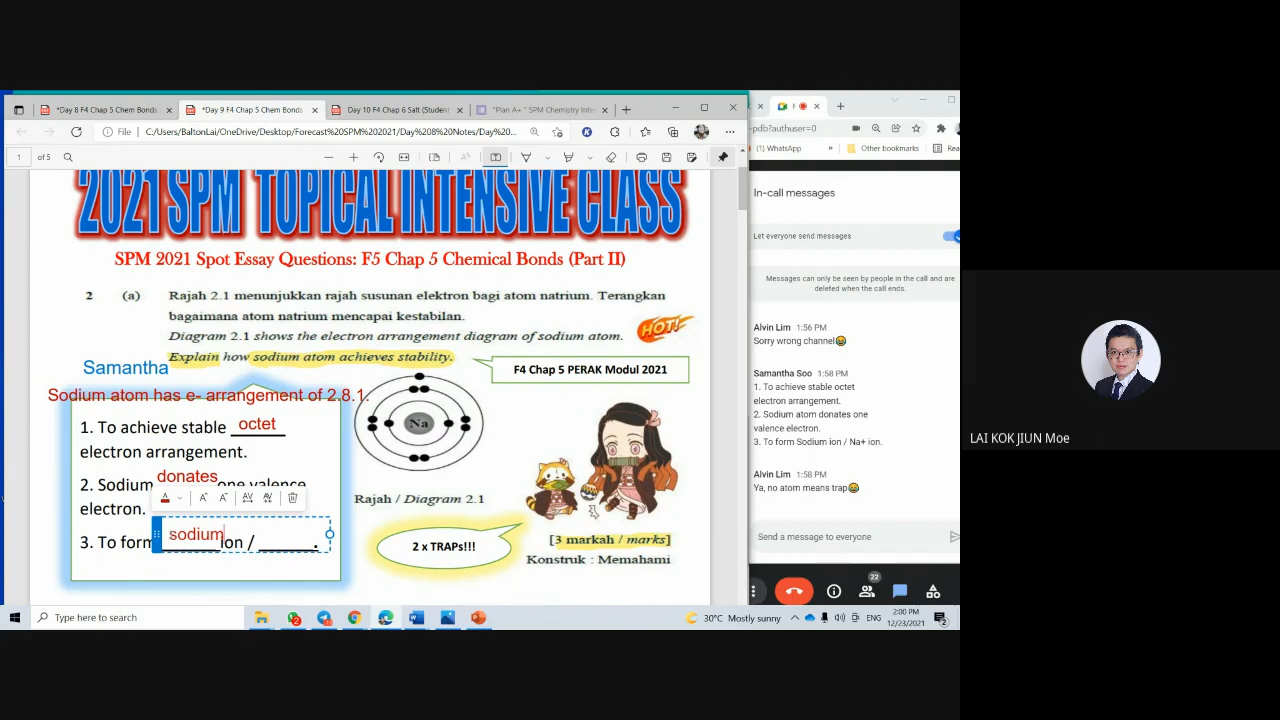 *Day 8 F4 Chap 5 Chem Bonds
*Day 9 F4 Chap 5 Chem Bonds
Day 10 F4 Chap 6 Salt (Student
"Plan A+ " SPM Chemistry Inte
File
C:/Users/BaltonLai/OneDrive/Desktop/Forecast%20SPM%202021/Day%208%20Notes/Day%20...
1 of 5
2021 SPM TOPICAL INTENSIVE CLASS
SPM 2021 Spot Essay Questions: F5 Chap 5 Chemical Bonds (Part II)
2 (a) Rajah 2.1 menunjukkan rajah susunan elektron bagi atom natrium. Terangkan
bagaimana atom natrium mencapai kestabilan.
Diagram 2.1 shows the electron arrangement diagram of sodium atom.
Explain how sodium atom achieves stability.
HOT!
F4 Chap 5 PERAK Modul 2021
Samantha
Sodium atom has e- arrangement of 2.8.1.
1. To achieve stable octet
electron arrangement.
donates
2. Sodium one valence
electron.
sodium
3. To form ion / .
Na
Rajah / Diagram 2.1
2 x TRAPs!!!
[3 markah / marks]
Konstruk : Memahami
-pdb?authuser=0
(1) WhatsApp
»
Other bookmarks
Rea
In-call messages
Let everyone send messages
Messages can only be seen by people in the call and are
deleted when the call ends.
Alvin Lim 1:56 PM
Sorry wrong channel😂
Samantha Soo 1:58 PM
1. To achieve stable octet
electron arrangement.
2. Sodium atom donates one
valence electron.
3. To form Sodium ion / Na+ ion.
Alvin Lim 1:58 PM
Ya, no atom means trap😂
Send a message to everyone
22
LAI KOK JIUN Moe
Type here to search
30°C Mostly sunny
ENG
2:00 PM
12/23/2021
2